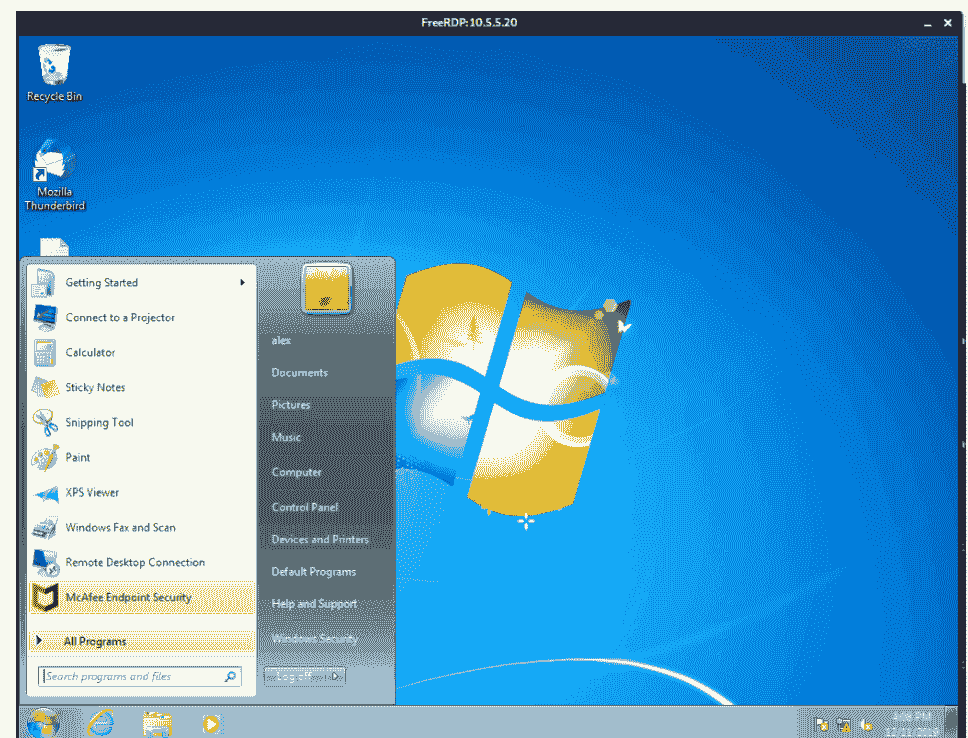 FreeRDP: 10.5.5.20
Recycle Bin
Mozilla
Thunderbird
Getting Started
Connect to a Projector
Calculator
Sticky Notes
Snipping Tool
Paint
XPS Viewer
Windows Fax and Scan
Remote Desktop Connection
McAfee Endpoint Security
All Programs
Search programs and files
alex
Documents
Pictures
Music
Computer
Control Panel
Devices and Printers
Default Programs
Help and Support
Windows Security
Log off